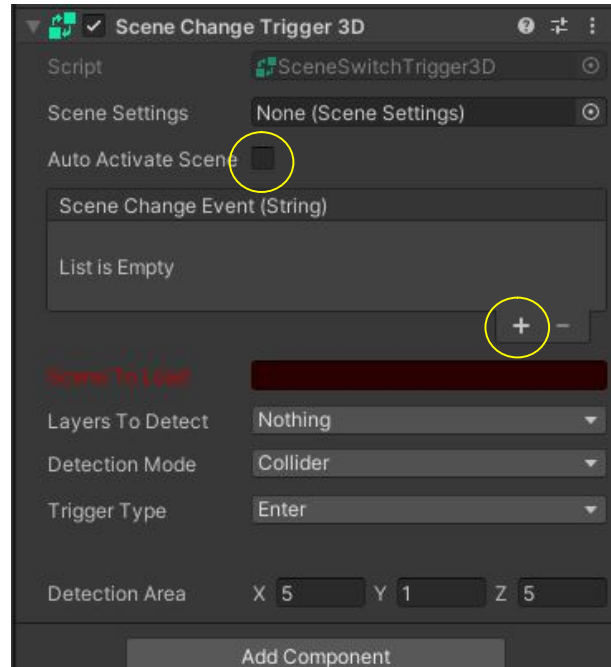 Scene Change Trigger 3D
Script SceneSwitchTrigger3D
Scene Settings None (Scene Settings)
Auto Activate Scene
Scene Change Event (String)
List is Empty
+ −
Scene To Load
Layers To Detect Nothing
Detection Mode Collider
Trigger Type Enter
Detection Area X 5 Y 1 Z 5
Add Component